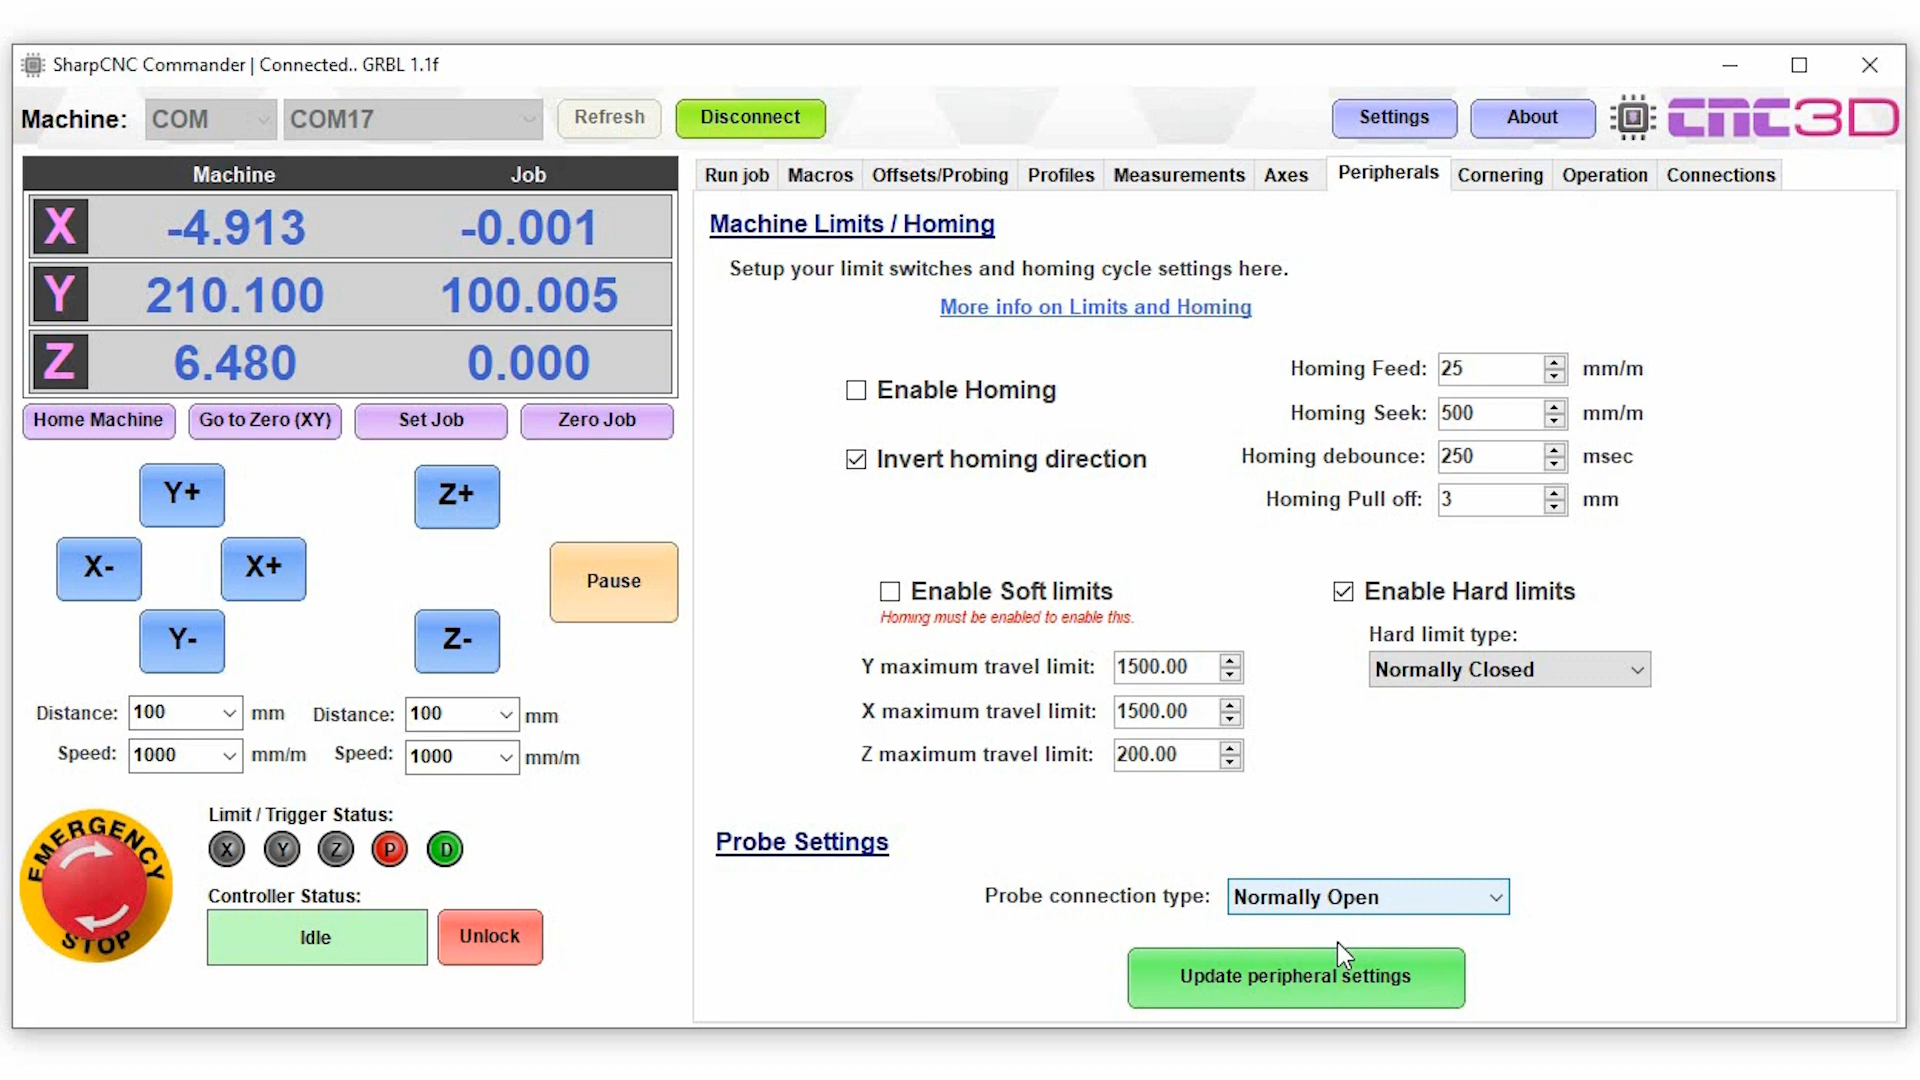 SharpCNC Commander | Connected.. GRBL 1.1f
Machine: COM COM17 Refresh Disconnect Settings About CNC3D
Machine Job
X -4.913 -0.001
Y 210.100 100.005
Z 6.480 0.000
Home Machine Go to Zero (XY) Set Job Zero Job
Y+ Z+
X- X+ Pause
Y- Z-
Distance: 100 mm Distance: 100 mm
Speed: 1000 mm/m Speed: 1000 mm/m
EMERGENCY STOP
Limit / Trigger Status:
X Y Z P D
Controller Status:
Idle Unlock
Run job Macros Offsets/Probing Profiles Measurements Axes Peripherals Cornering Operation Connections
Machine Limits / Homing
Setup your limit switches and homing cycle settings here.
More info on Limits and Homing
Enable Homing
Invert homing direction
Homing Feed: 25 mm/m
Homing Seek: 500 mm/m
Homing debounce: 250 msec
Homing Pull off: 3 mm
Enable Soft limits
Homing must be enabled to enable this.
Y maximum travel limit: 1500.00
X maximum travel limit: 1500.00
Z maximum travel limit: 200.00
Enable Hard limits
Hard limit type:
Normally Closed
Probe Settings
Probe connection type: Normally Open
Update peripheral settings